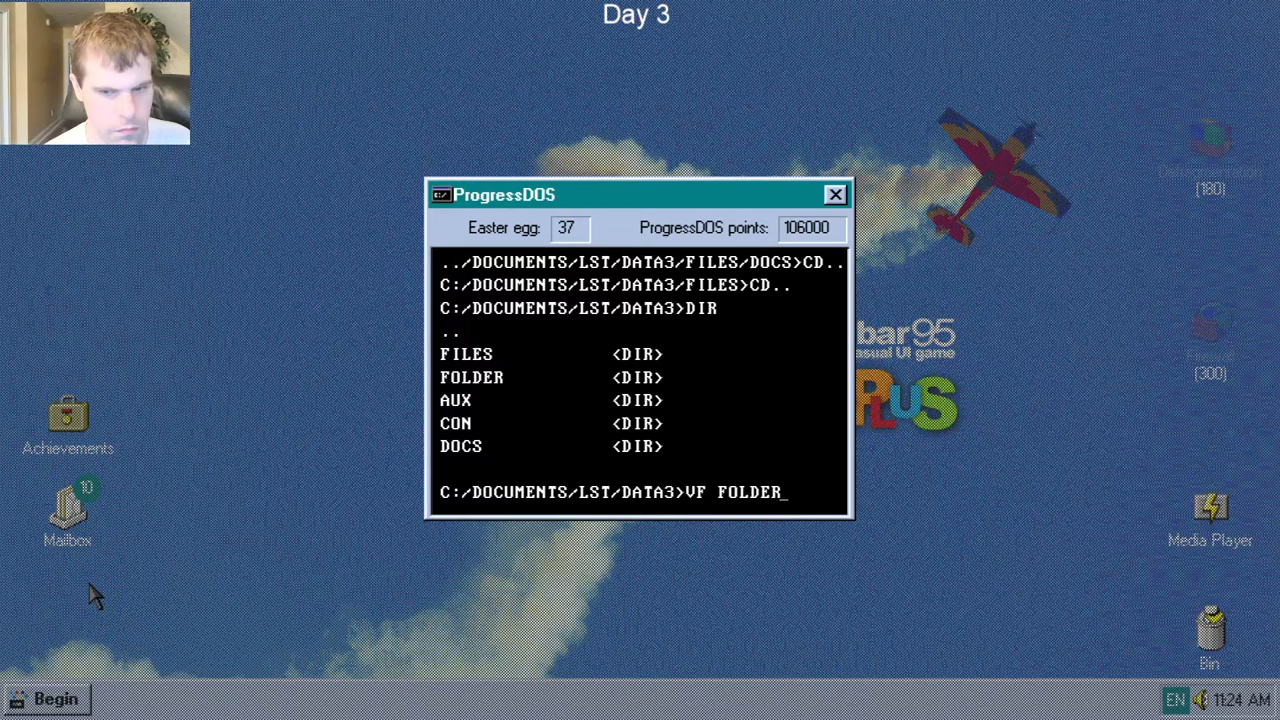 Day 3
ProgressDOS
Easter egg: 37 ProgressDOS points: 106000
../DOCUMENTS/LST/DATA3/FILES/DOCS>CD..
C:/DOCUMENTS/LST/DATA3/FILES>CD..
C:/DOCUMENTS/LST/DATA3>DIR
..
FILES <DIR>
FOLDER <DIR>
AUX <DIR>
CON <DIR>
DOCS <DIR>
C:/DOCUMENTS/LST/DATA3>VF FOLDER_
[180]
bar95
asual UI game
PLUS
[300]
Achievements
10
Mailbox
Media Player
Bin
Begin
EN 11:24 AM